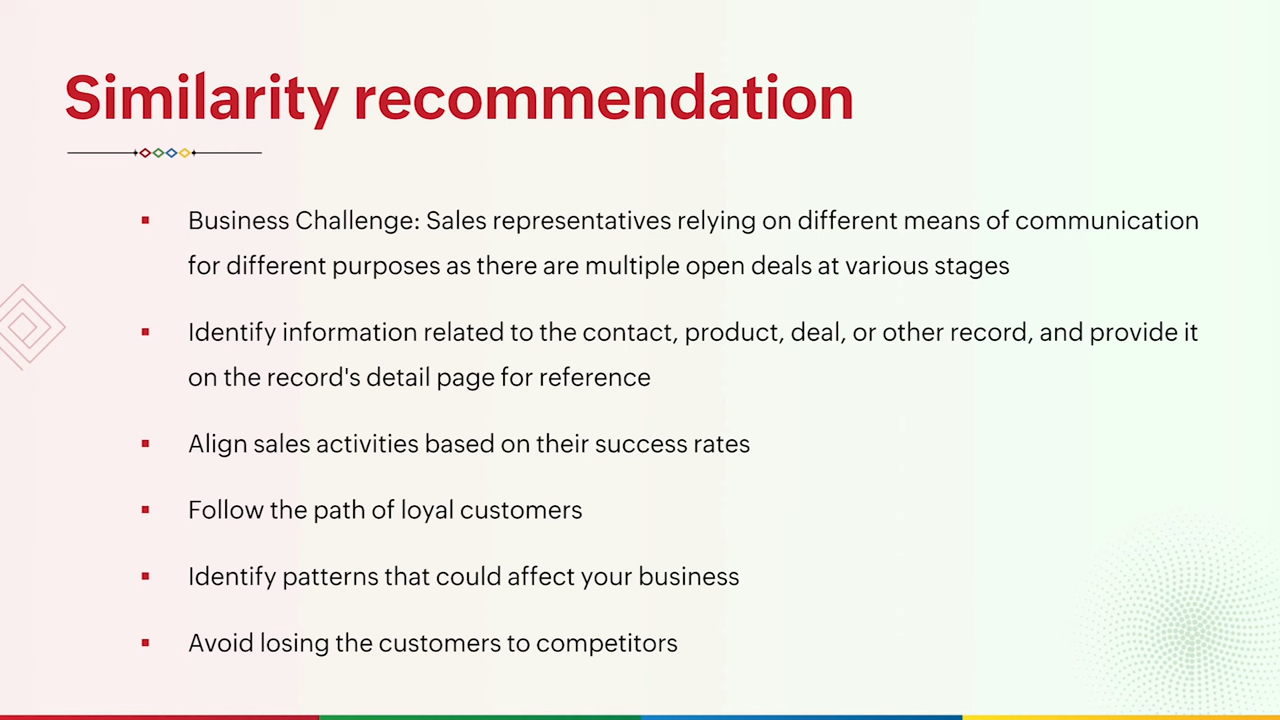 Similarity recommendation
Business Challenge: Sales representatives relying on different means of communication
for different purposes as there are multiple open deals at various stages
Identify information related to the contact, product, deal, or other record, and provide it
on the record's detail page for reference
Align sales activities based on their success rates
Follow the path of loyal customers
Identify patterns that could affect your business
Avoid losing the customers to competitors